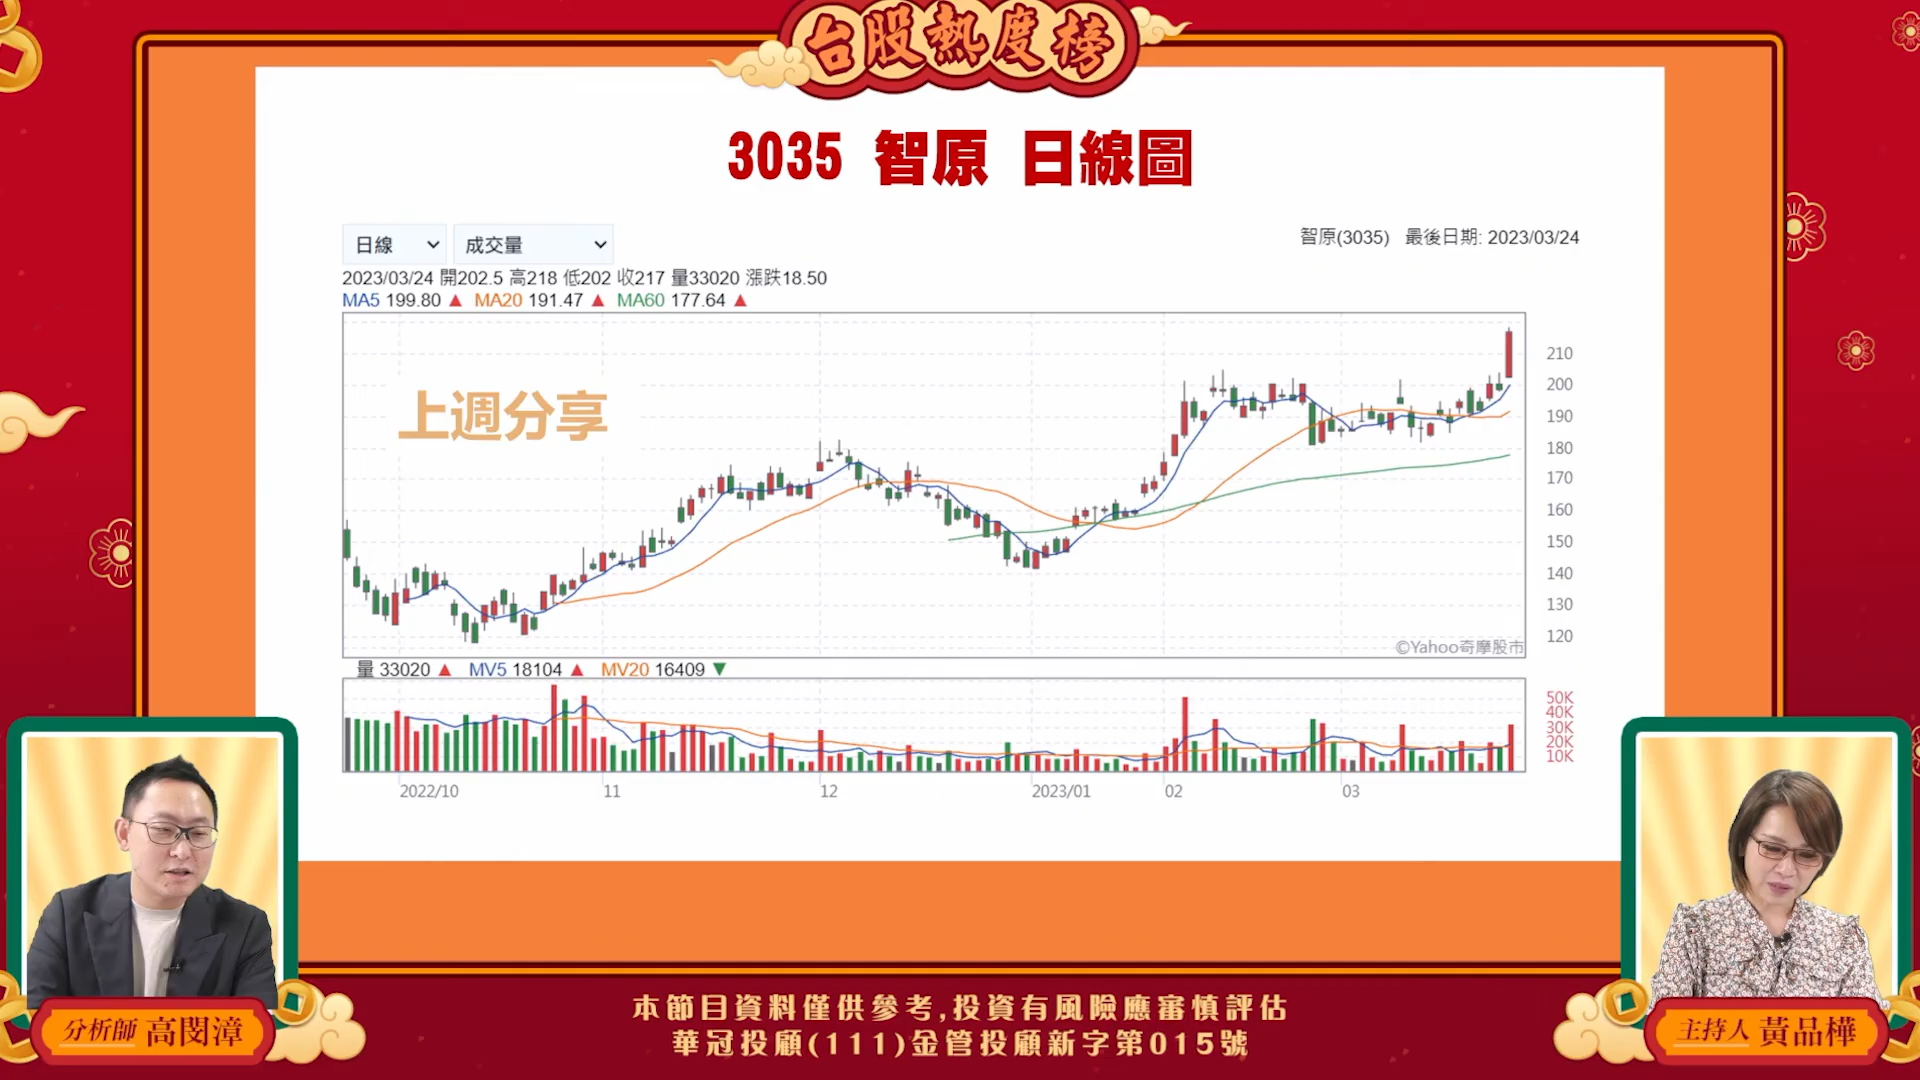 台股熱度榜
3035 智原 日線圖
日線 成交量
智原(3035) 最後日期: 2023/03/24
2023/03/24 開202.5 高218 低202 收217 量33020 漲跌18.50
MA5 199.80 ▲ MA20 191.47 ▲ MA60 177.64 ▲
上週分享
210
200
190
180
170
160
150
140
130
120
©Yahoo奇摩股市
量 33020 ▲ MV5 18104 ▲ MV20 16409 ▼
50K
40K
30K
20K
10K
2022/10 11 12 2023/01 02 03
分析師 高閔漳
本節目資料僅供參考,投資有風險應審慎評估
華冠投顧(111)金管投顧新字第015號
主持人 黃品樺